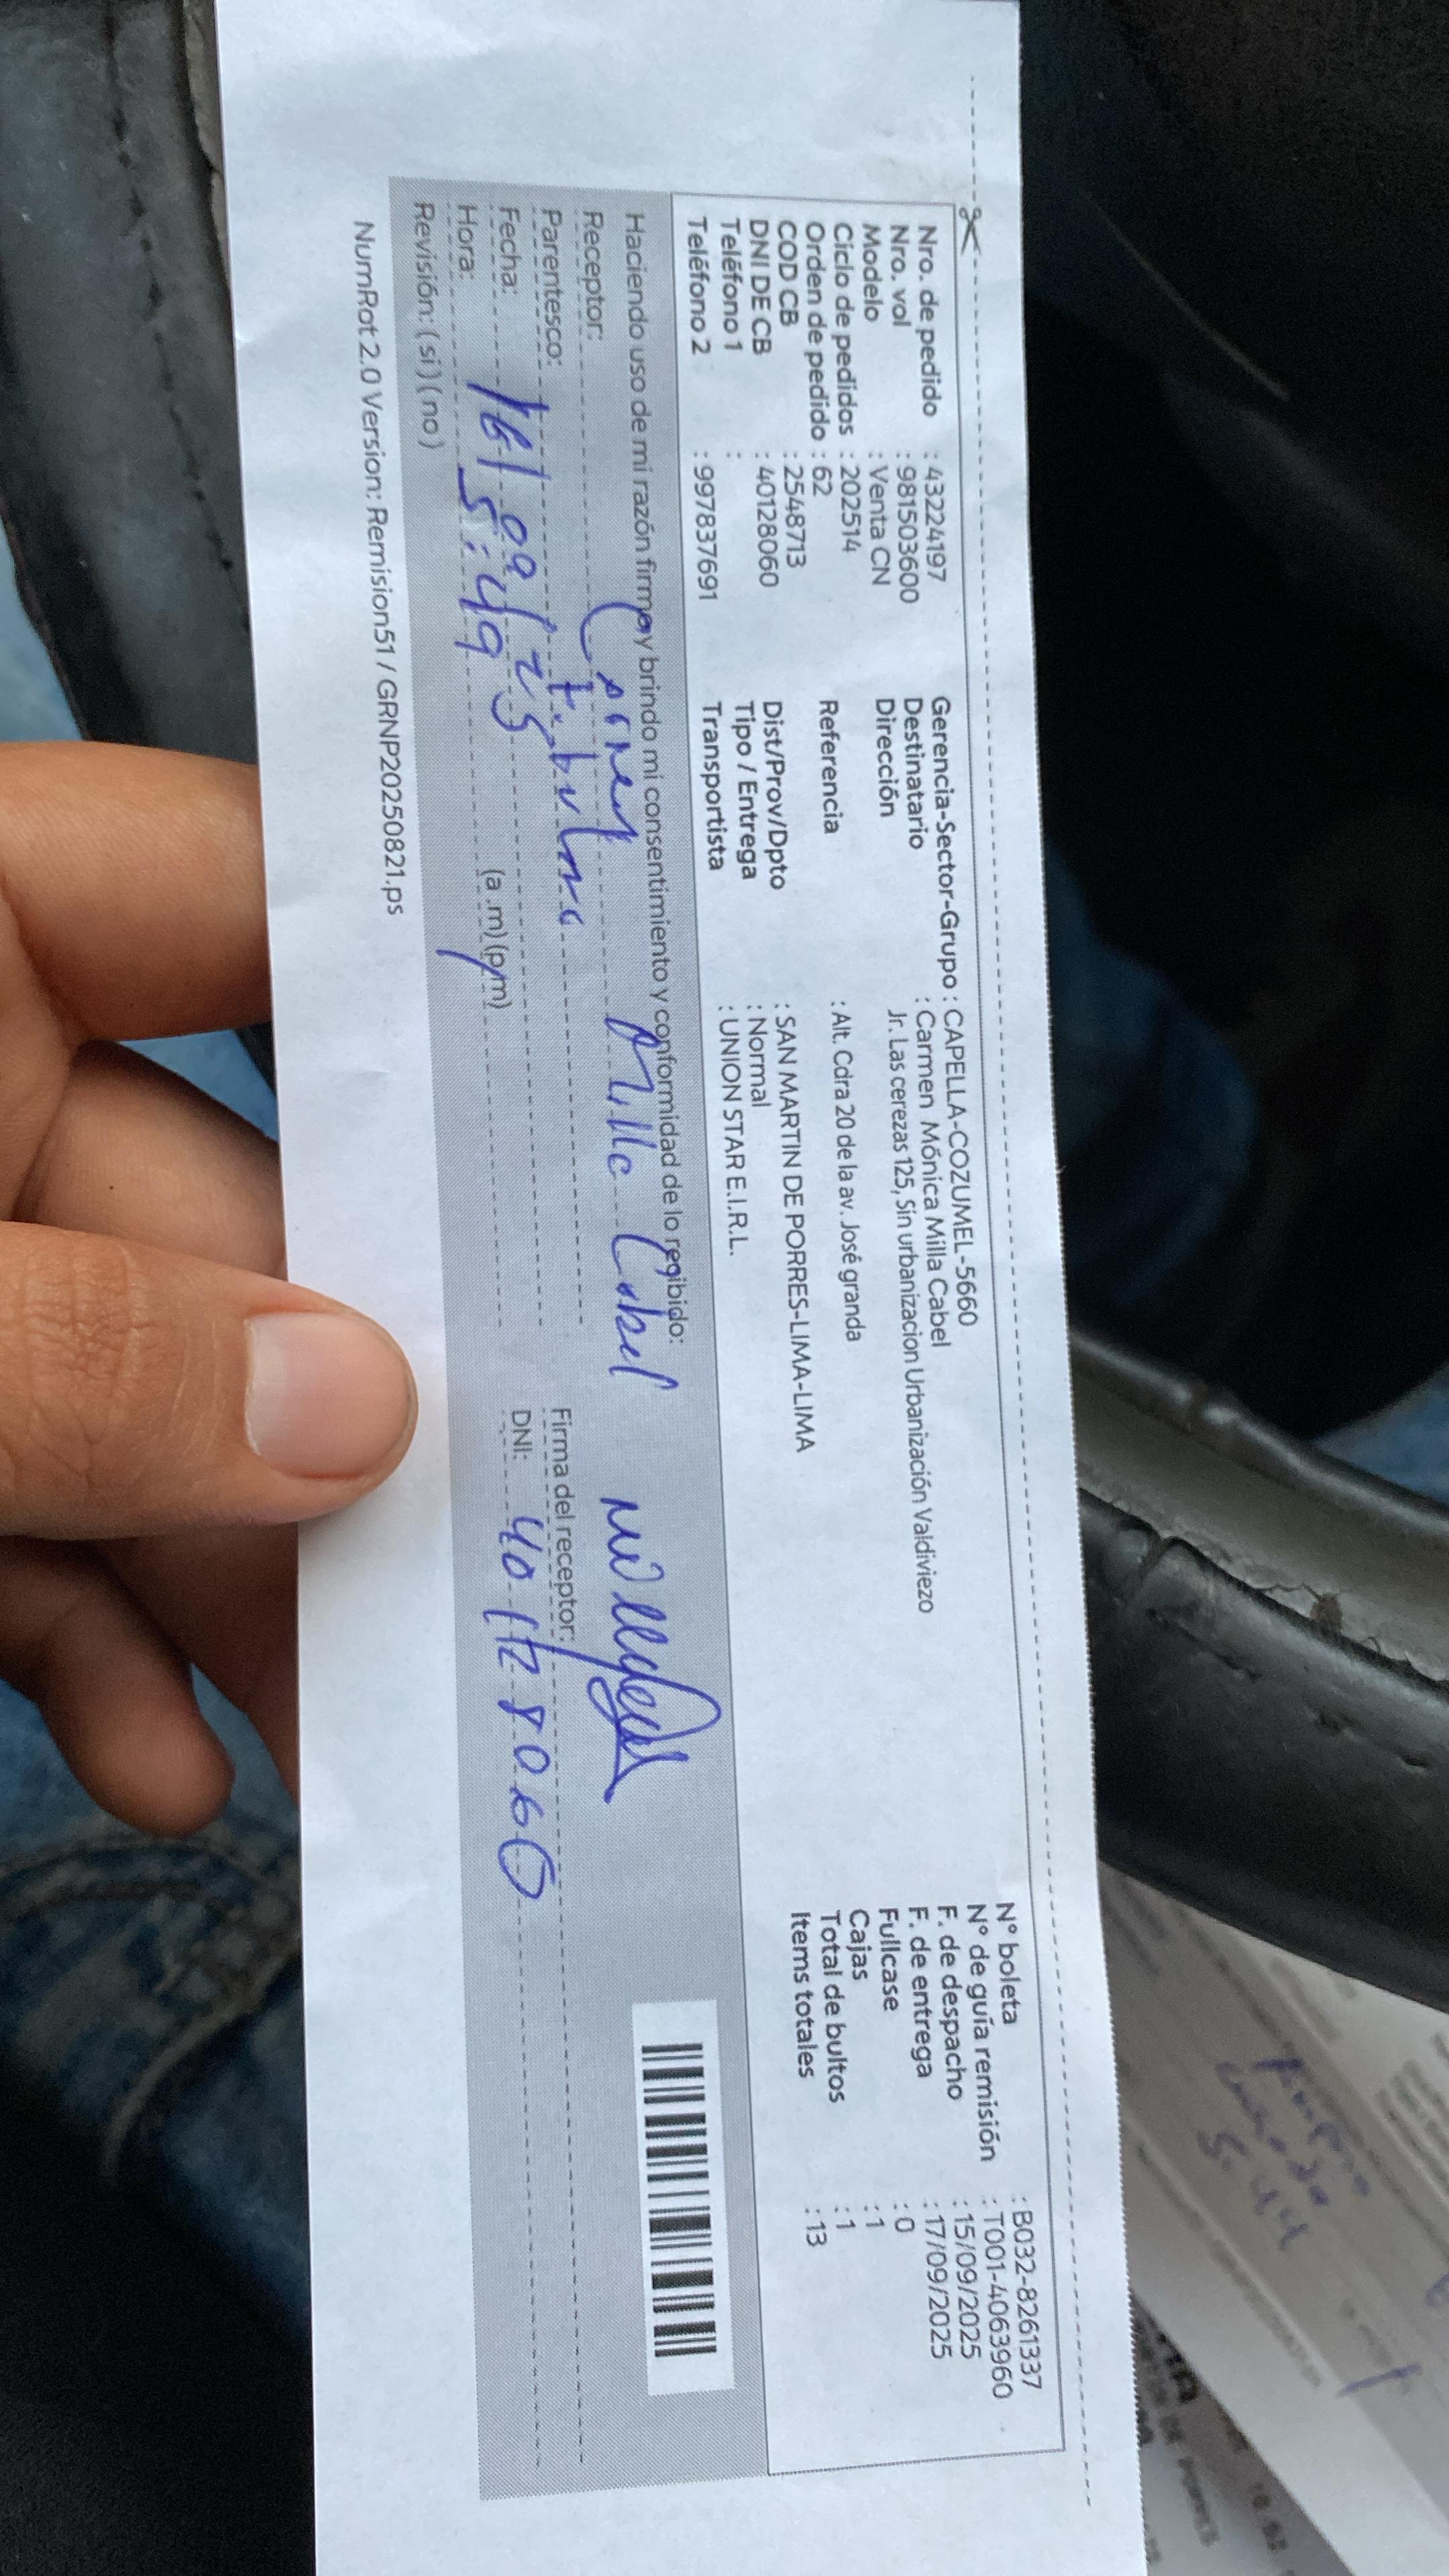 Nro. de pedido : 43224197
Nro. vol : 981503600
Modelo : Venta CN
Ciclo de pedidos : 202514
Orden de pedido : 62
COD CB : 2548713
DNI DE CB : 40128060
Teléfono 1 :
Teléfono 2 : 997837691
Gerencia-Sector-Grupo : CAPELLA-COZUMEL-5660
Destinatario : Carmen Mónica Milla Cabel
Dirección Jr. Las cerezas 125, Sin urbanizacion Urbanización Valdiviezo
Referencia : Alt. Cdra 20 de la av. José granda
Dist/Prov/Dpto : SAN MARTIN DE PORRES-LIMA-LIMA
Tipo / Entrega : Normal
Transportista : UNION STAR E.I.R.L.
N° boleta : B032-8261337
N° de guía remisión : T001-4063960
F. de despacho : 15/09/2025
F. de entrega : 17/09/2025
Fullcase : 0
Cajas : 1
Total de bultos : 1
Items totales : 13
Haciendo uso de mi razón firmo y brindo mi consentimiento y conformidad de lo regibido:
Receptor: Carmen Milla Cabel
Parentesco: titular
Fecha: 16/09/25
Hora: 5:49 (a .m) (p.m)
Revisión: (si) (no)
Firma del receptor:
DNI: 40128060
NumRot 2.0 Version: Remision51 / GRNP20250821.ps